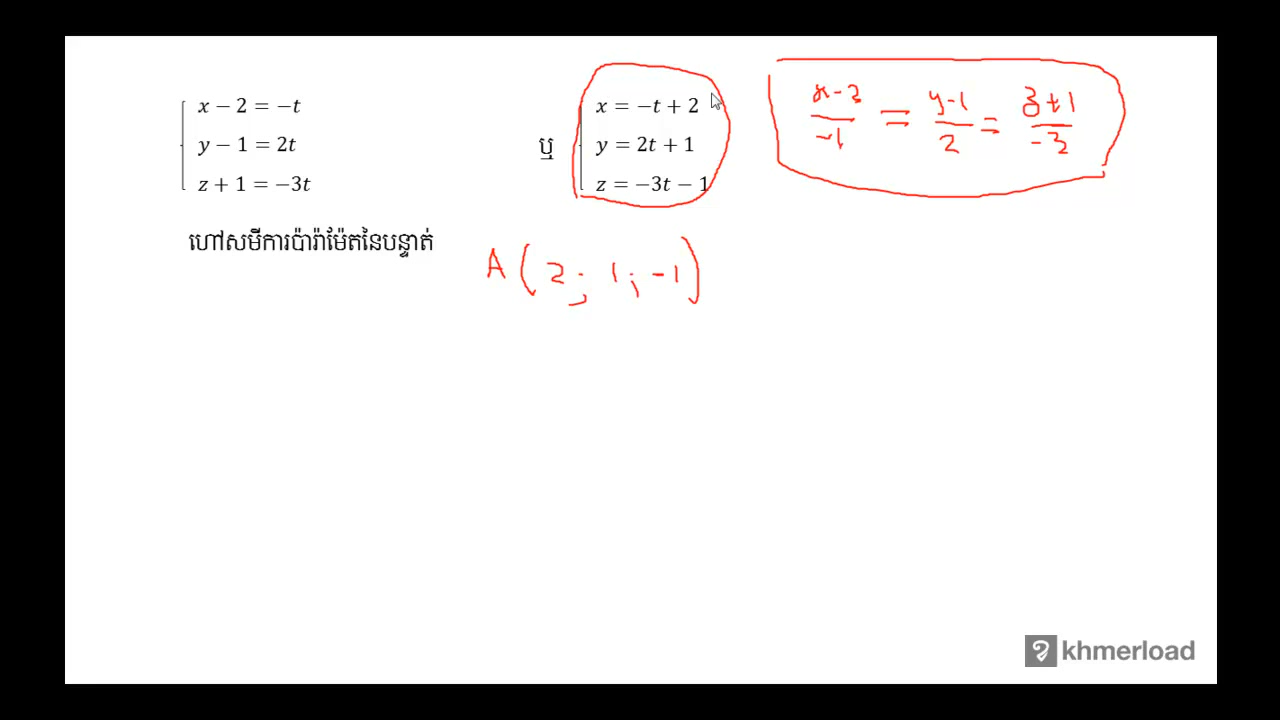 x − 2 = −t
y − 1 = 2t
z + 1 = −3t
ឬ
x = −t + 2
y = 2t + 1
z = −3t − 1
x-2/-1 = y-1/2 = z+1/-3
ហៅសមីការប៉ារ៉ាម៉ែតនៃបន្ទាត់
A(2; 1; -1)
khmerload